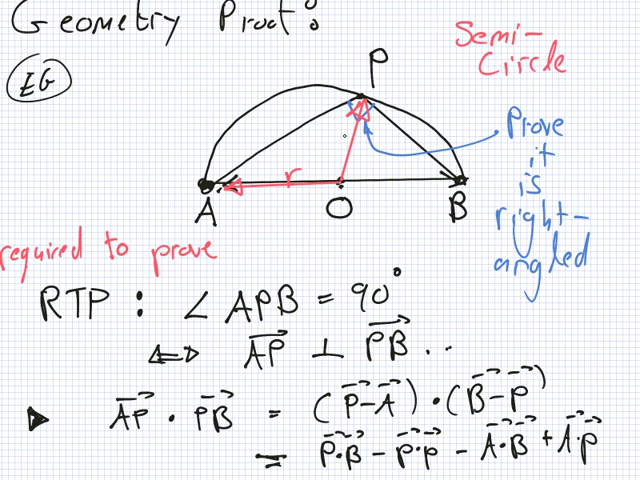 Geometry Proof:
EG
Semi-
Circle
P
Prove
it
is
right-
angled
r
A
O
B
required to prove
RTP : ∠ APB = 90°
⇔ AP⃗ ⊥ PB⃗ ..
▶ AP⃗ · PB⃗ = (P⃗-A⃗) · (B⃗-P⃗)
= P⃗·B⃗ - P⃗·P⃗ - A⃗·B⃗ + A⃗·P⃗